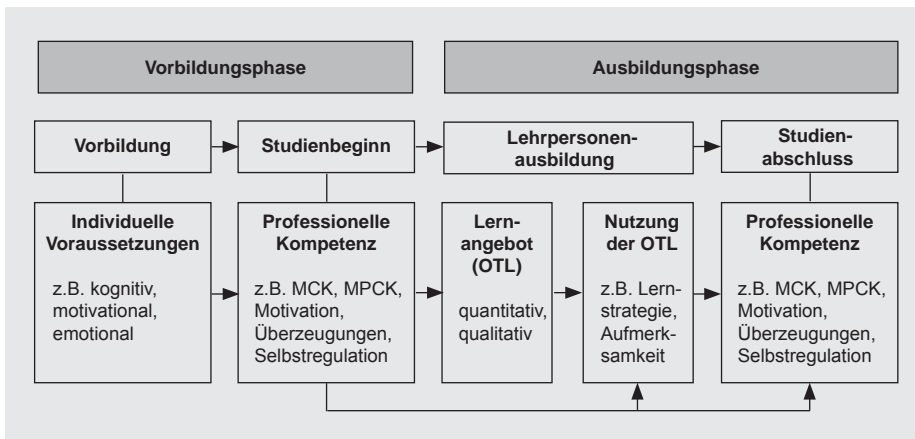 Vorbildungsphase
Ausbildungsphase
Vorbildung
Studienbeginn
Lehrpersonen-
ausbildung
Studien-
abschluss
Individuelle
Voraussetzungen
z.B. kognitiv,
motivational,
emotional
Professionelle
Kompetenz
z.B. MCK, MPCK,
Motivation,
Überzeugungen,
Selbstregulation
Lern-
angebot
(OTL)
quantitativ,
qualitativ
Nutzung
der OTL
z.B. Lern-
strategie,
Aufmerk-
samkeit
Professionelle
Kompetenz
z.B. MCK, MPCK,
Motivation,
Überzeugungen,
Selbstregulation